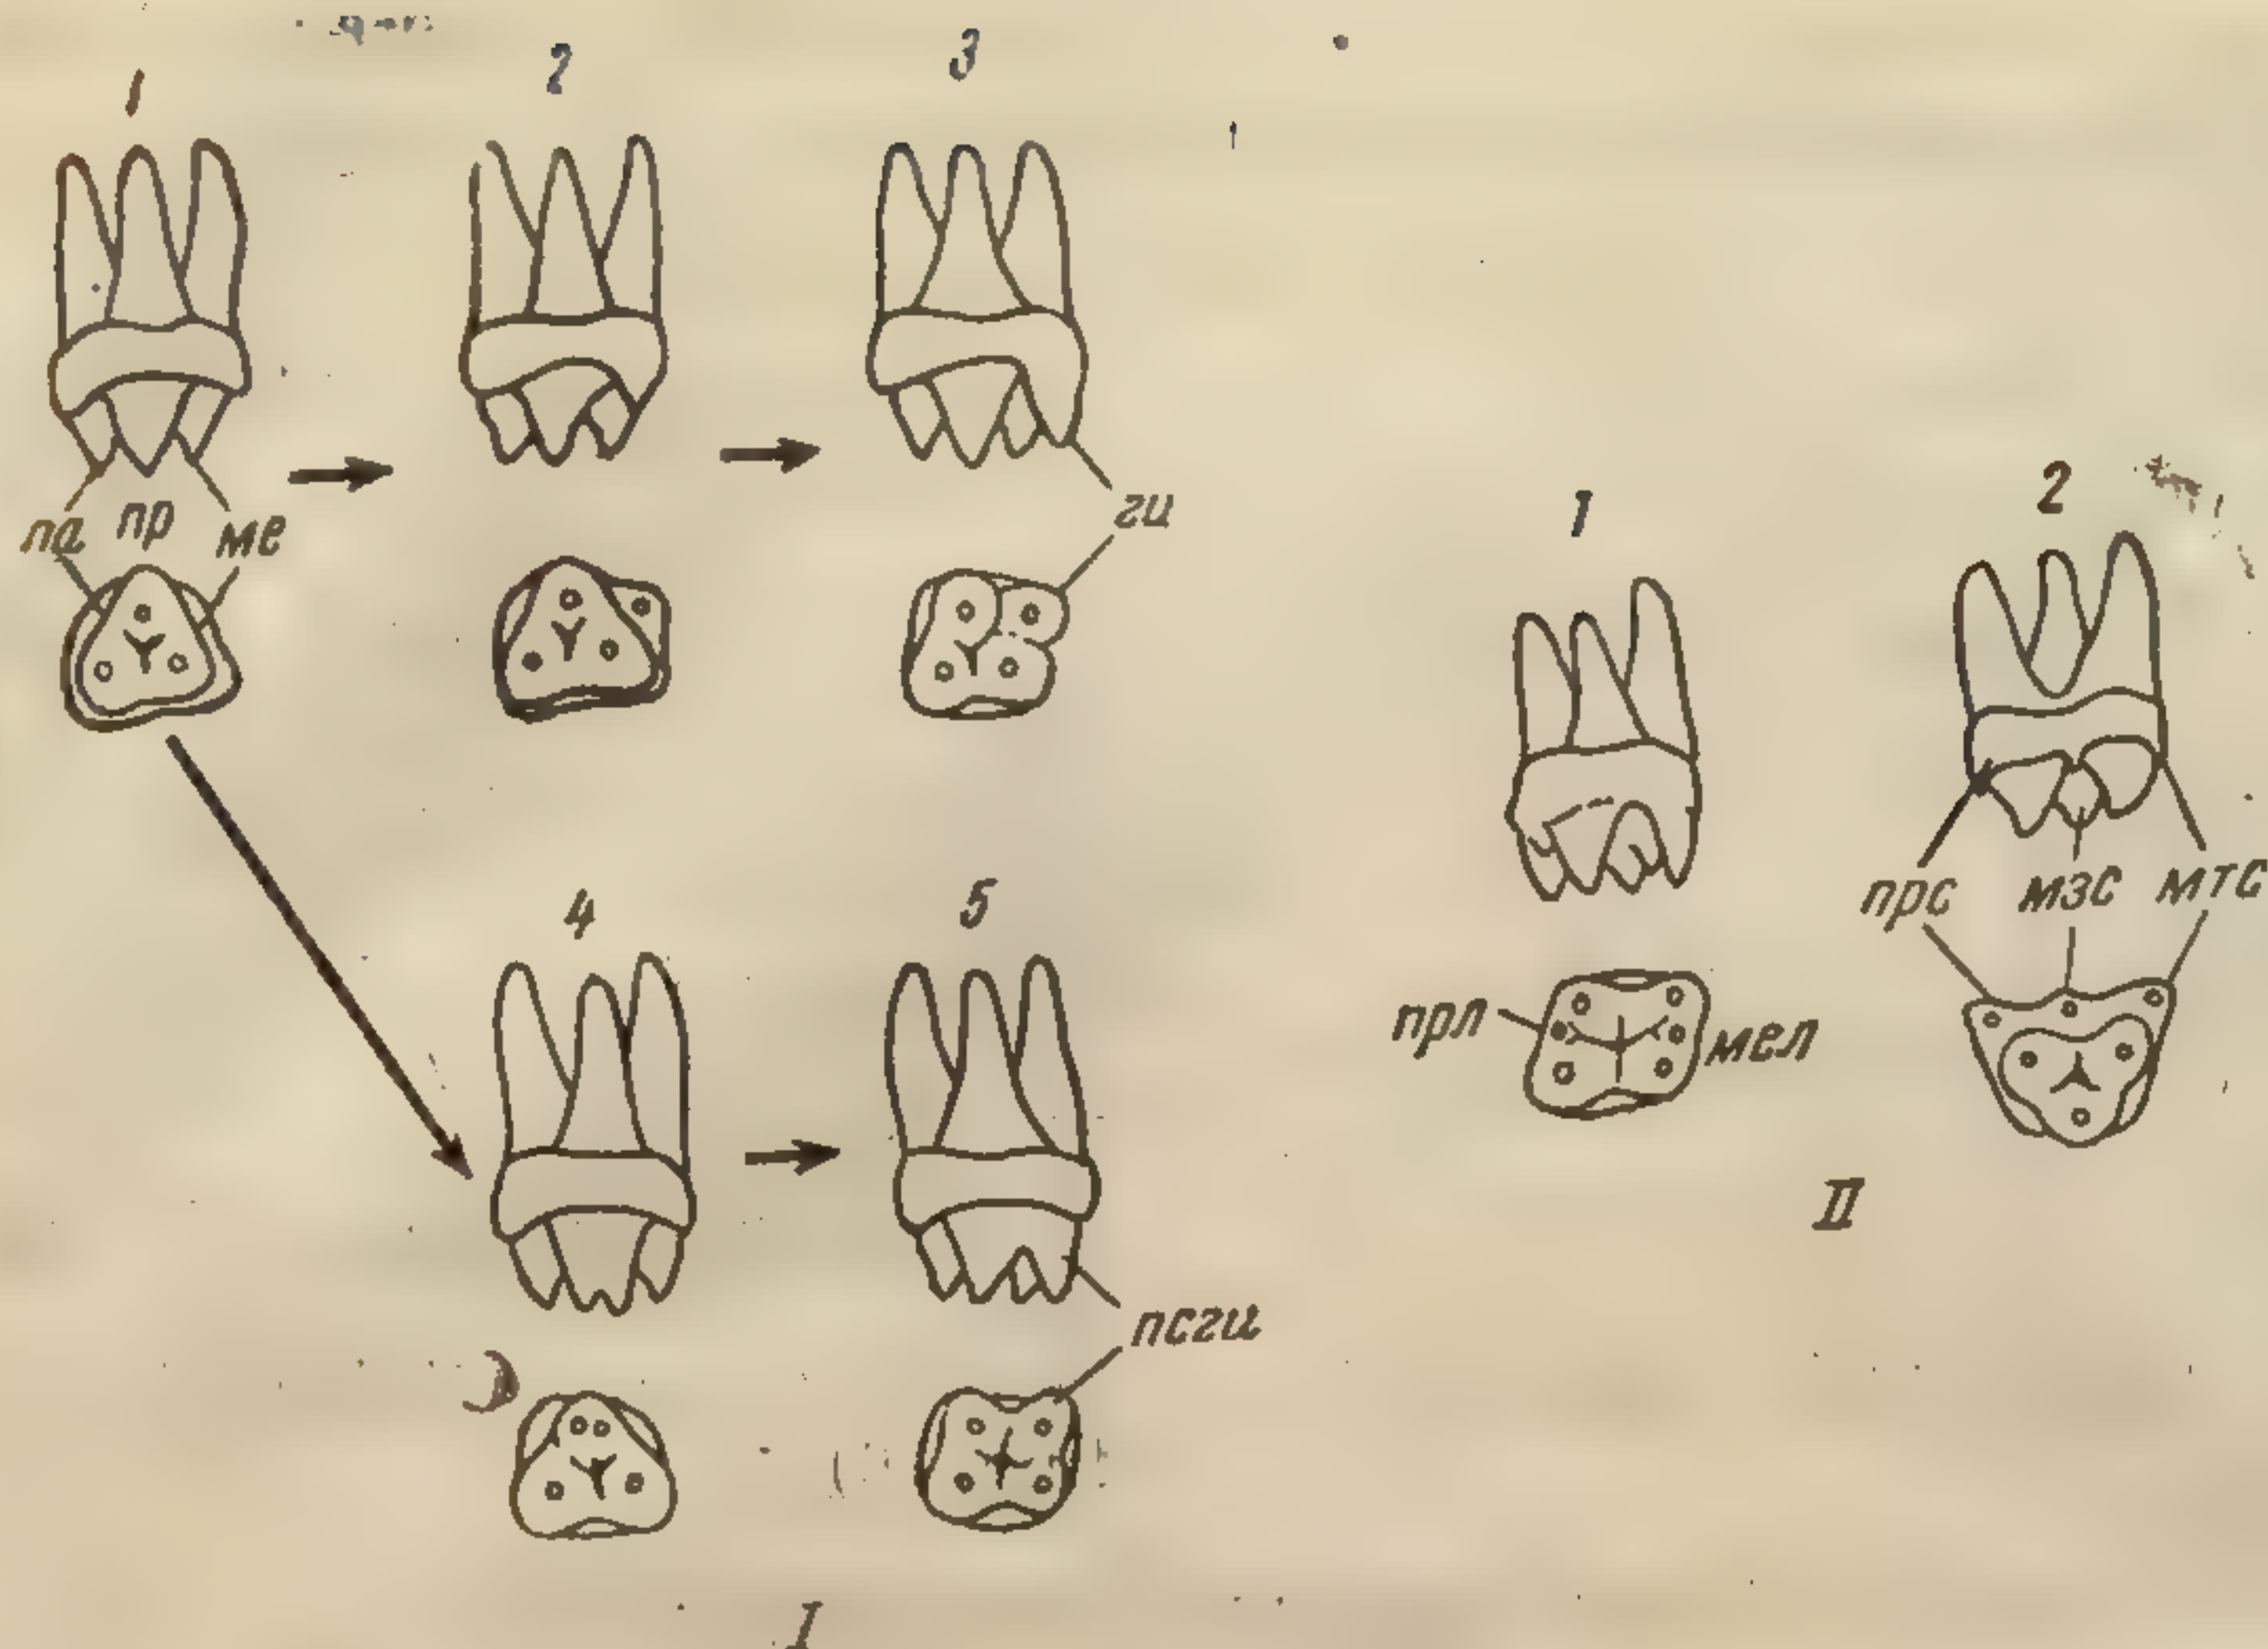 1 2 3
па пр ме
ги
1 2
прс мзс мтс
4 5
прл мел
II
псги
I